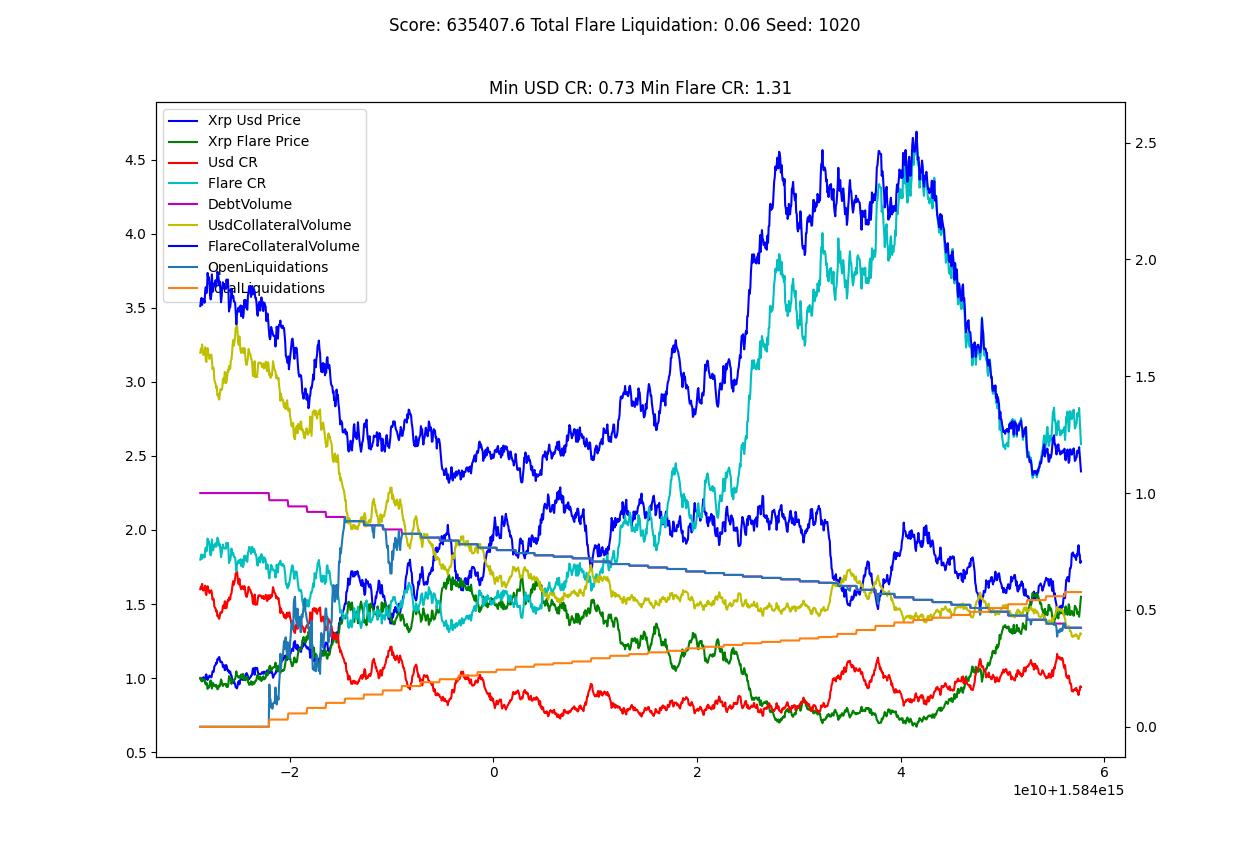 Score: 635407.6 Total Flare Liquidation: 0.06 Seed: 1020
Min USD CR: 0.73 Min Flare CR: 1.31
Xrp Usd Price
Xrp Flare Price
Usd CR
Flare CR
DebtVolume
UsdCollateralVolume
FlareCollateralVolume
OpenLiquidations
TotalLiquidations
4.5
4.0
3.5
3.0
2.5
2.0
1.5
1.0
0.5
2.5
2.0
1.5
1.0
0.5
0.0
−2
0
2
4
6
1e10+1.584e15